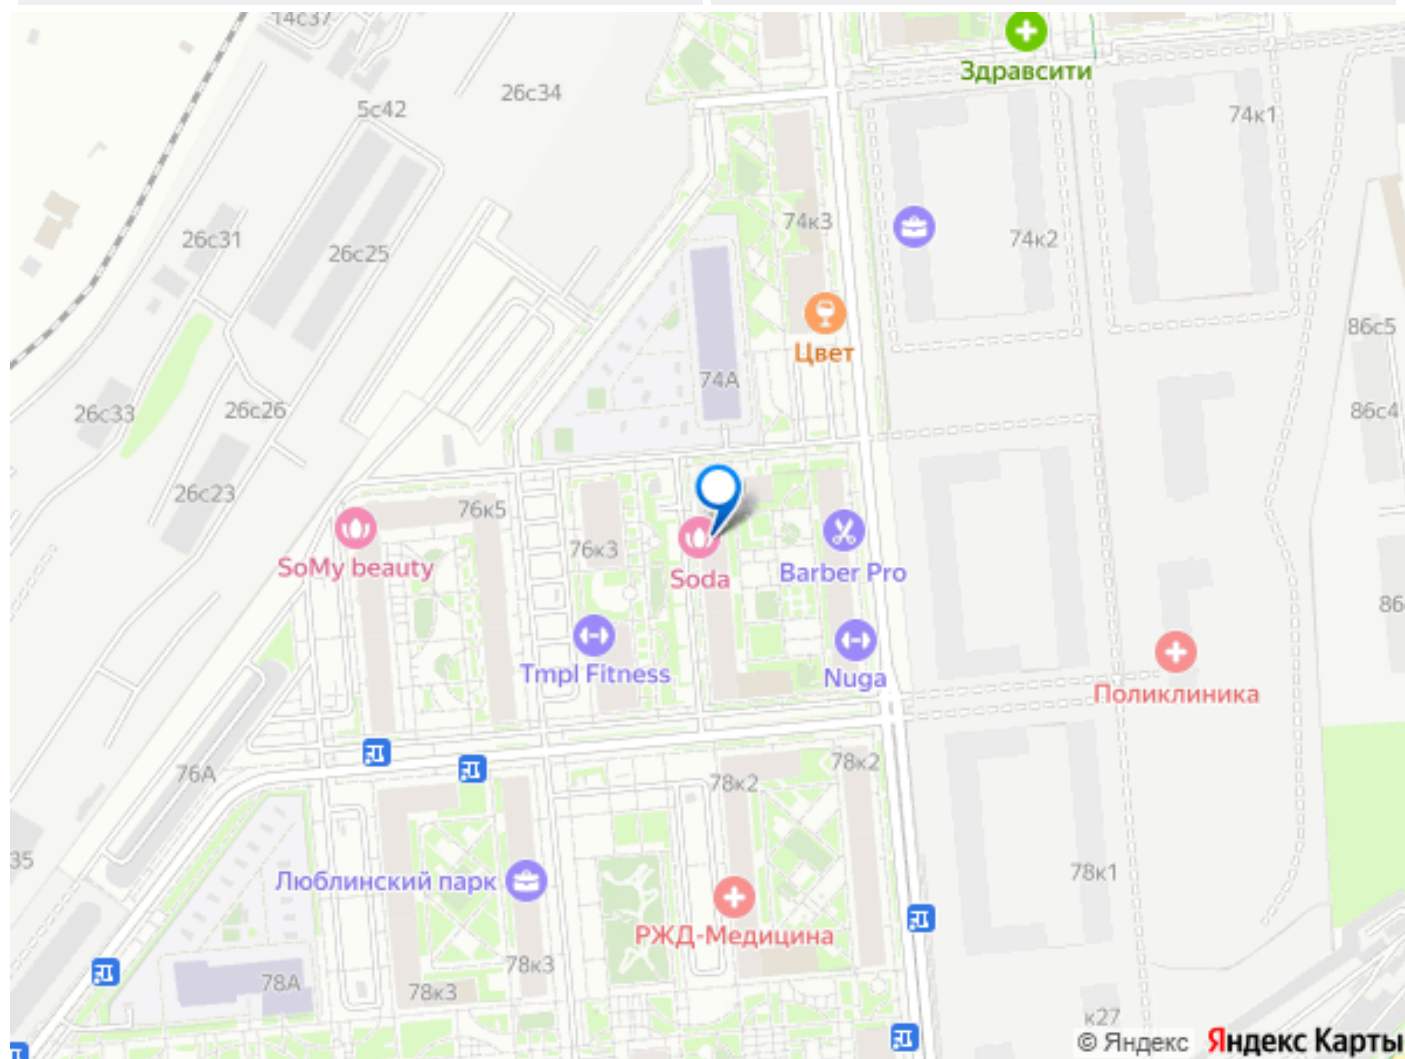 14с37
Здравсити
26с34
5с42
74к1
74к3
26с31
74к2
26с25
86с5
Цвет
74А
26с33
26с26
86с4
26с23
76к5
76к3
SoMy beauty
Soda
Barber Pro
86
Tmpl Fitness
Nuga
Поликлиника
76А
78к2
78к2
35
78к1
Люблинский парк
РЖД-Медицина
78к3
78А
78к3
к27
© Яндекс Яндекс Карты